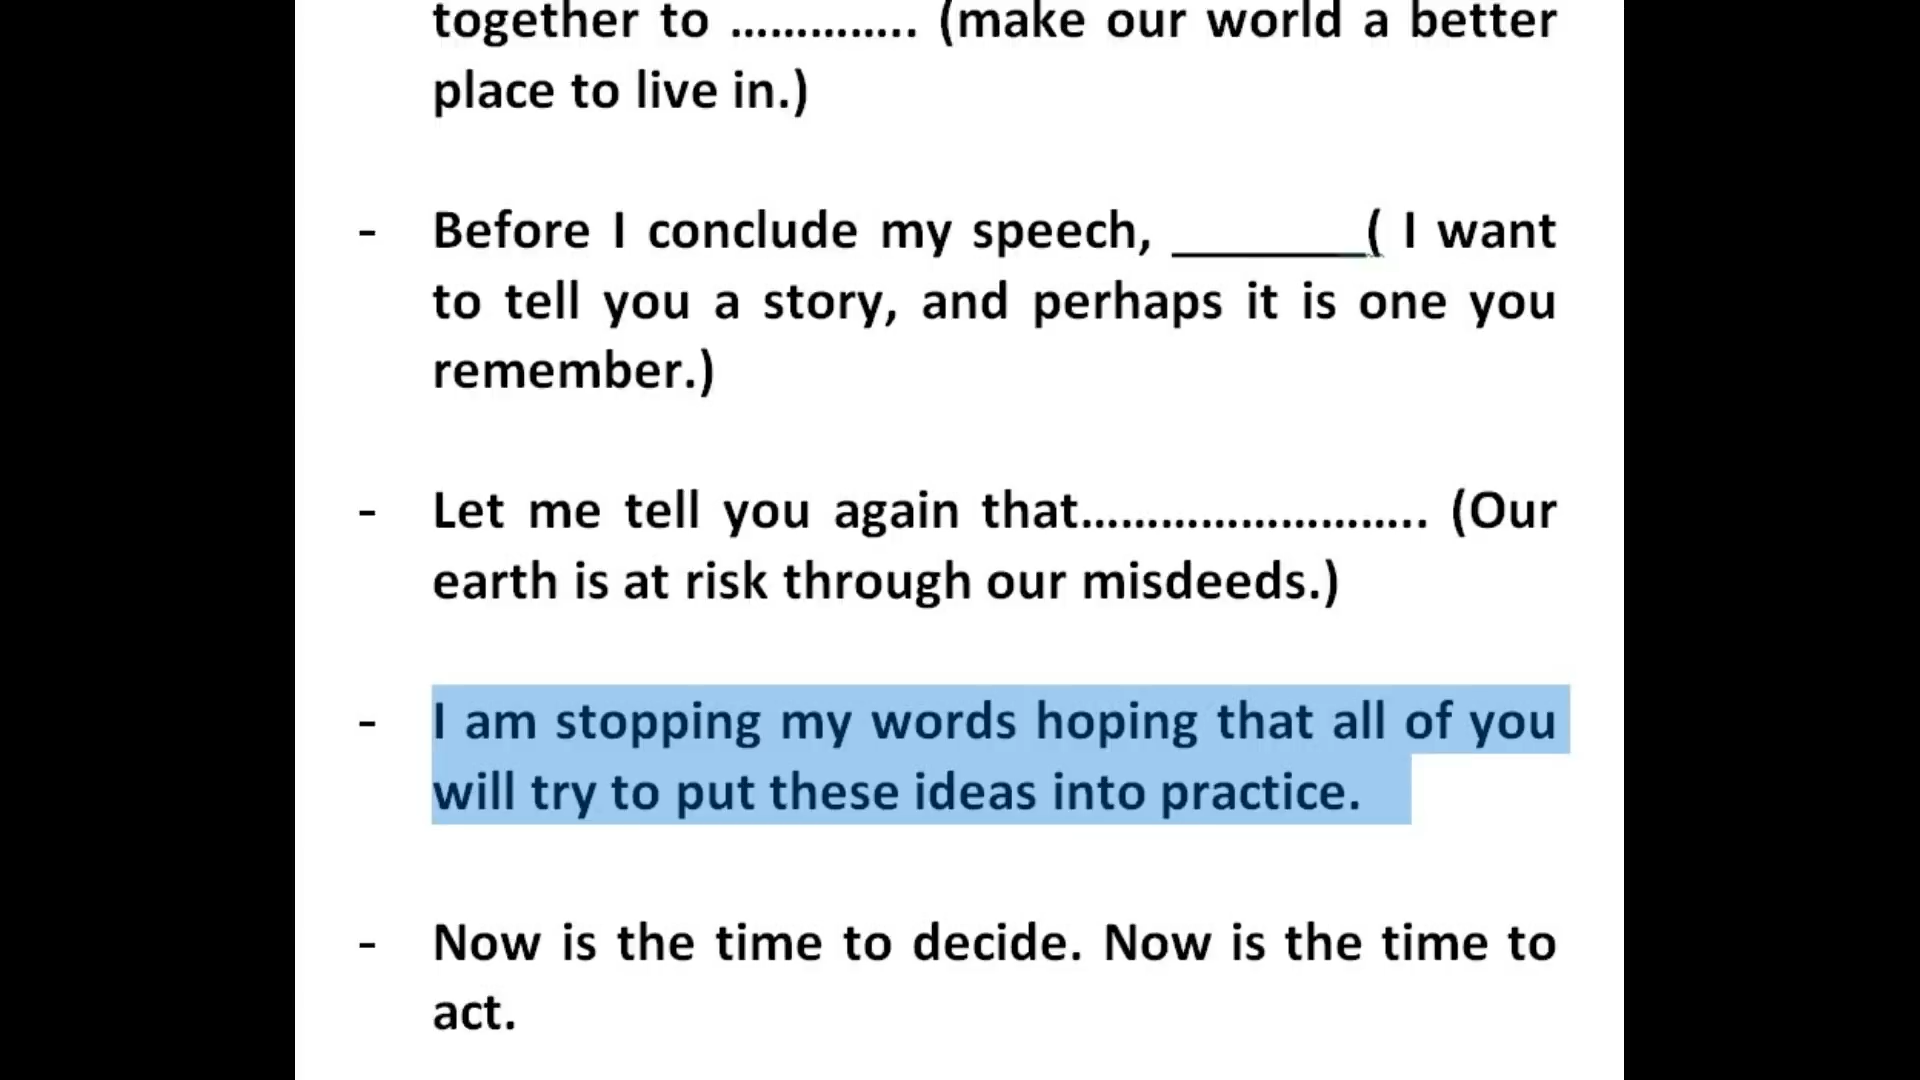 together to .............. (make our world a better
place to live in.)
- Before I conclude my speech, ________( I want
to tell you a story, and perhaps it is one you
remember.)
- Let me tell you again that.......................... (Our
earth is at risk through our misdeeds.)
- I am stopping my words hoping that all of you
will try to put these ideas into practice.
- Now is the time to decide. Now is the time to
act.